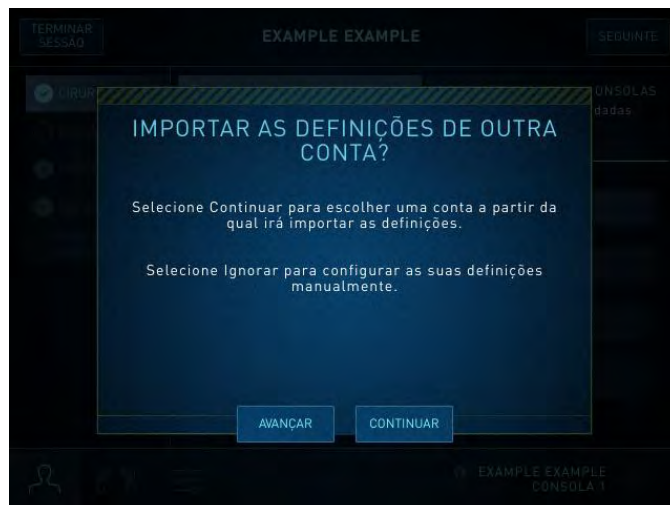 TERMINAR
SESSÃO
EXAMPLE EXAMPLE
SEGUINTE
ONSOLAS
dadas
IMPORTAR AS DEFINIÇÕES DE OUTRA
CONTA?
Selecione Continuar para escolher uma conta a partir da
qual irá importar as definições.
Selecione Ignorar para configurar as suas definições
manualmente.
AVANÇAR
CONTINUAR
EXAMPLE EXAMPLE
CONSOLA 1